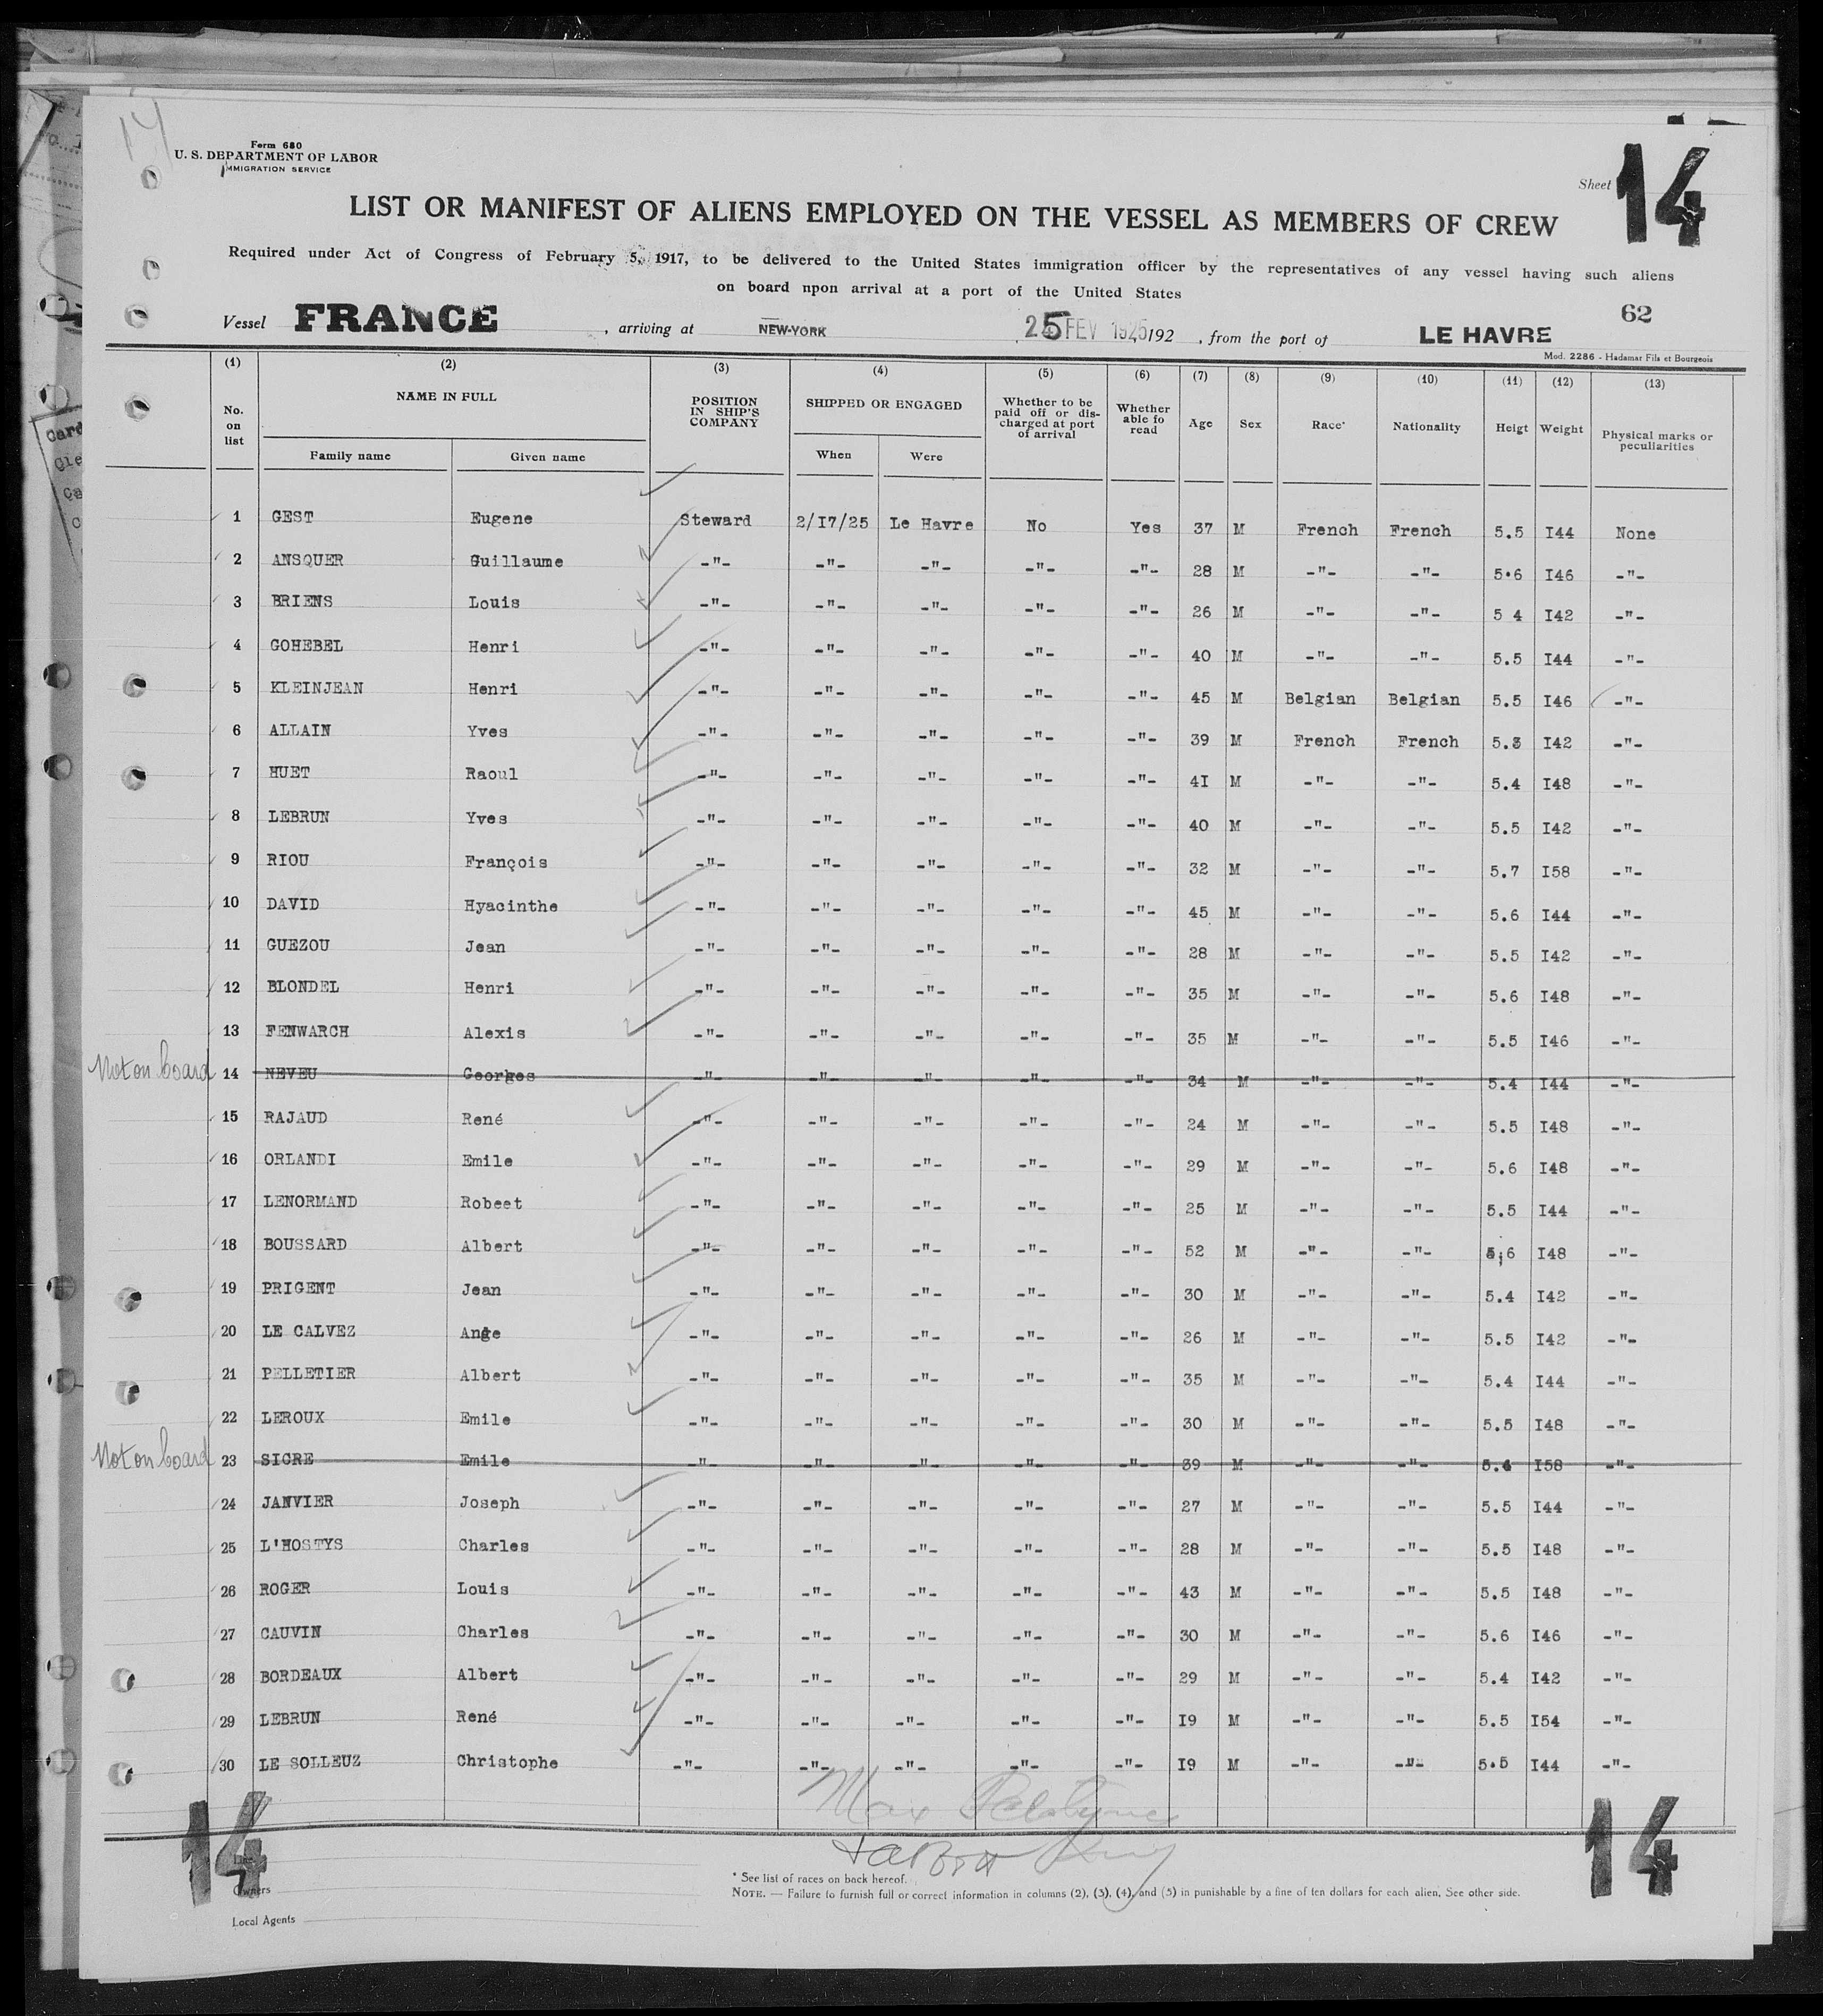 14
Form 680
U. S. DEPARTMENT OF LABOR
IMMIGRATION SERVICE
Sheet 14
LIST OR MANIFEST OF ALIENS EMPLOYED ON THE VESSEL AS MEMBERS OF CREW
Required under Act of Congress of February 5, 1917, to be delivered to the United States immigration officer by the representatives of any vessel having such aliens
on board npon arrival at a port of the United States
62
Vessel FRANCE , arriving at NEW-YORK 25 FEV 1925/192 , from the port of LE HAVRE
Mod. 2286 - Hadamar Fils et Bourgeois
(1) (2) (3) (4) (5) (6) (7) (8) (9) (10) (11) (12) (13)
No. on list NAME IN FULL POSITION IN SHIP'S COMPANY SHIPPED OR ENGAGED Whether to be paid off or discharged at port of arrival Whether able to read Age Sex Race* Nationality Heigt Weight Physical marks or peculiarities
Family name Given name When Were
1 GEST Eugene Steward 2/I7/25 Le Havre No Yes 37 M French French 5.5 I44 None
2 ANSQUER Guillaume -"- -"- -"- -"- -"- 28 M -"- -"- 5.6 I46 -"-
3 BRIENS Louis -"- -"- -"- -"- -"- 26 M -"- -"- 5 4 I42 -"-
4 GOHEBEL Henri -"- -"- -"- -"- -"- 40 M -"- -"- 5.5 I44 -"-
5 KLEINJEAN Henri -"- -"- -"- -"- -"- 45 M Belgian Belgian 5.5 I46 -"-
6 ALLAIN Yves -"- -"- -"- -"- -"- 39 M French French 5.3 I42 -"-
7 HUET Raoul -"- -"- -"- -"- -"- 4I M -"- -"- 5.4 I48 -"-
8 LEBRUN Yves -"- -"- -"- -"- -"- 40 M -"- -"- 5.5 I42 -"-
9 RIOU François -"- -"- -"- -"- -"- 32 M -"- -"- 5.7 I58 -"-
10 DAVID Hyacinthe -"- -"- -"- -"- -"- 45 M -"- -"- 5.6 I44 -"-
11 GUEZOU Jean -"- -"- -"- -"- -"- 28 M -"- -"- 5.5 I42 -"-
12 BLONDEL Henri -"- -"- -"- -"- -"- 35 M -"- -"- 5.6 I48 -"-
13 FENWARCH Alexis -"- -"- -"- -"- -"- 35 M -"- -"- 5.5 I46 -"-
Not on board 14 NEVEU Georges -"- -"- -"- -"- -"- 34 M -"- -"- 5.4 I44 -"-
15 RAJAUD René -"- -"- -"- -"- -"- 24 M -"- -"- 5.5 I48 -"-
16 ORLANDI Emile -"- -"- -"- -"- -"- 29 M -"- -"- 5.6 I48 -"-
17 LENORMAND Robeet -"- -"- -"- -"- -"- 25 M -"- -"- 5.5 I44 -"-
18 BOUSSARD Albert -"- -"- -"- -"- -"- 52 M -"- -"- 5;6 I48 -"-
19 PRIGENT Jean -"- -"- -"- -"- -"- 30 M -"- -"- 5.4 I42 -"-
20 LE CALVEZ Ange -"- -"- -"- -"- -"- 26 M -"- -"- 5.5 I42 -"-
21 PELLETIER Albert -"- -"- -"- -"- -"- 35 M -"- -"- 5.4 I44 -"-
22 LEROUX Emile -"- -"- -"- -"- -"- 30 M -"- -"- 5.5 I48 -"-
Not on board 23 SICRE Emile -"- -"- -"- -"- -"- 39 M -"- -"- 5.4 I58 -"-
24 JANVIER Joseph -"- -"- -"- -"- -"- 27 M -"- -"- 5.5 I44 -"-
25 L'HOSTYS Charles -"- -"- -"- -"- -"- 28 M -"- -"- 5.5 I48 -"-
26 ROGER Louis -"- -"- -"- -"- -"- 43 M -"- -"- 5.5 I48 -"-
27 CAUVIN Charles -"- -"- -"- -"- -"- 30 M -"- -"- 5.6 I46 -"-
28 BORDEAUX Albert -"- -"- -"- -"- -"- 29 M -"- -"- 5.4 I42 -"-
29 LEBRUN René -"- -"- -"- -"- -"- I9 M -"- -"- 5.5 I54 -"-
30 LE SOLLEUZ Christophe -"- -"- -"- -"- -"- I9 M -"- -"- 5.5 I44 -"-
Max
14 14
* See list of races on back hereof.
Owners
NOTE. — Failure to furnish full or correct information in columns (2), (3), (4), and (5) in punishable by a fine of ten dollars for each alien, See other side.
Local Agents